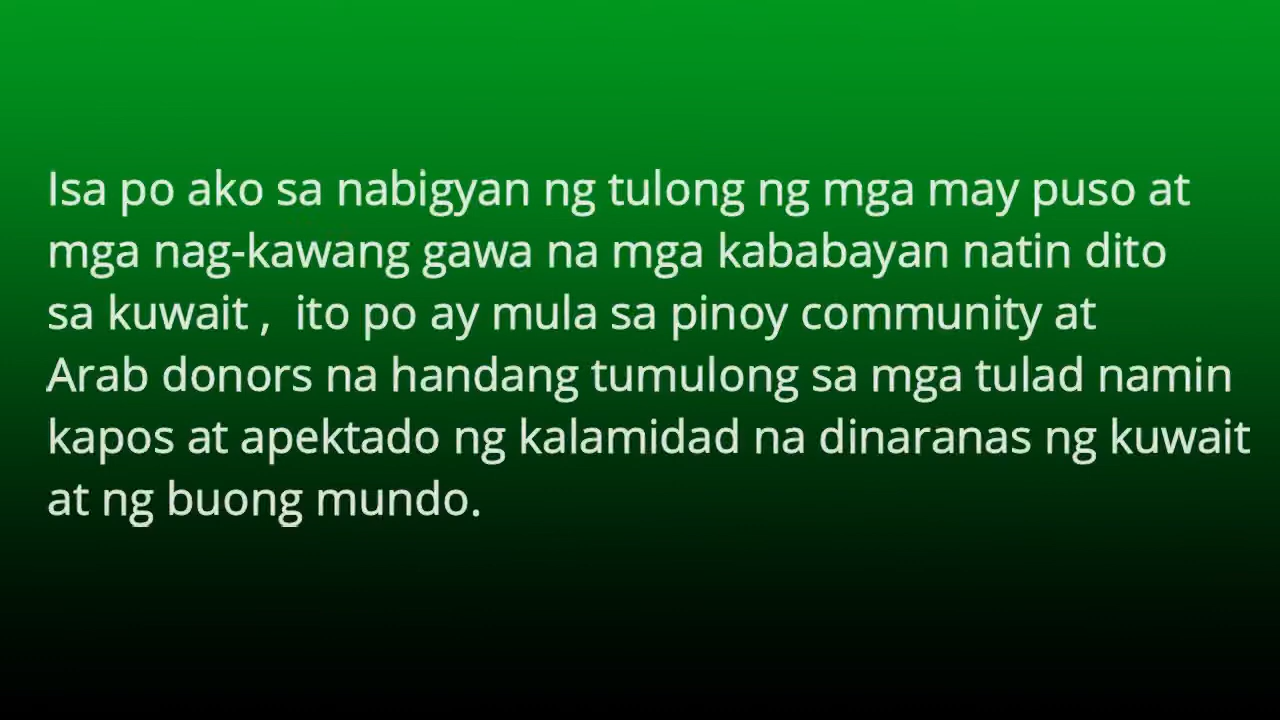 Isa po ako sa nabigyan ng tulong ng mga may puso at
mga nag-kawang gawa na mga kababayan natin dito
sa kuwait ,  ito po ay mula sa pinoy community at
Arab donors na handang tumulong sa mga tulad namin
kapos at apektado ng kalamidad na dinaranas ng kuwait
at ng buong mundo.